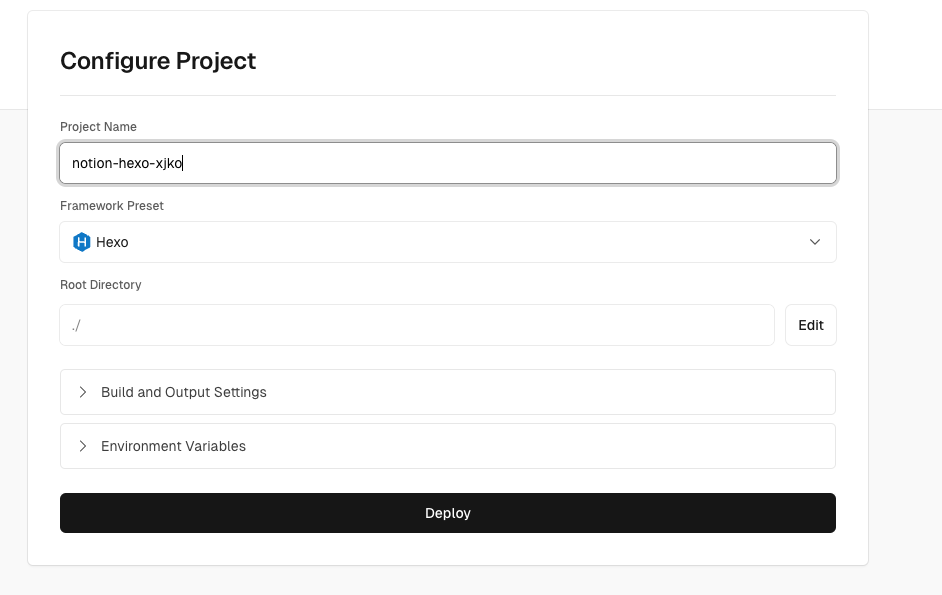 Configure Project
Project Name
notion-hexo-xjko
Framework Preset
H Hexo
Root Directory
./
Edit
Build and Output Settings
Environment Variables
Deploy